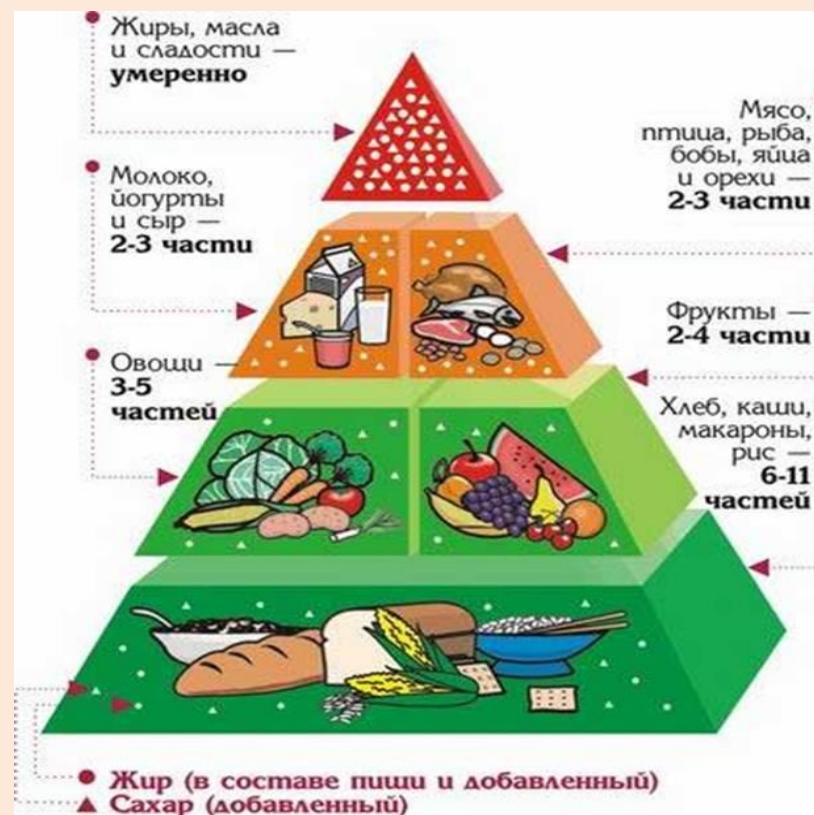 Жиры, масла
и сладости —
умеренно
Молоко,
йогурты
и сыр —
2-3 части
Овощи —
3-5
частей
Мясо,
птица, рыба,
бобы, яйца
и орехи —
2-3 части
Фрукты —
2-4 части
Хлеб, каши,
макароны,
рис —
6-11
частей
Жир (в составе пищи и добавленный)
Сахар (добавленный)